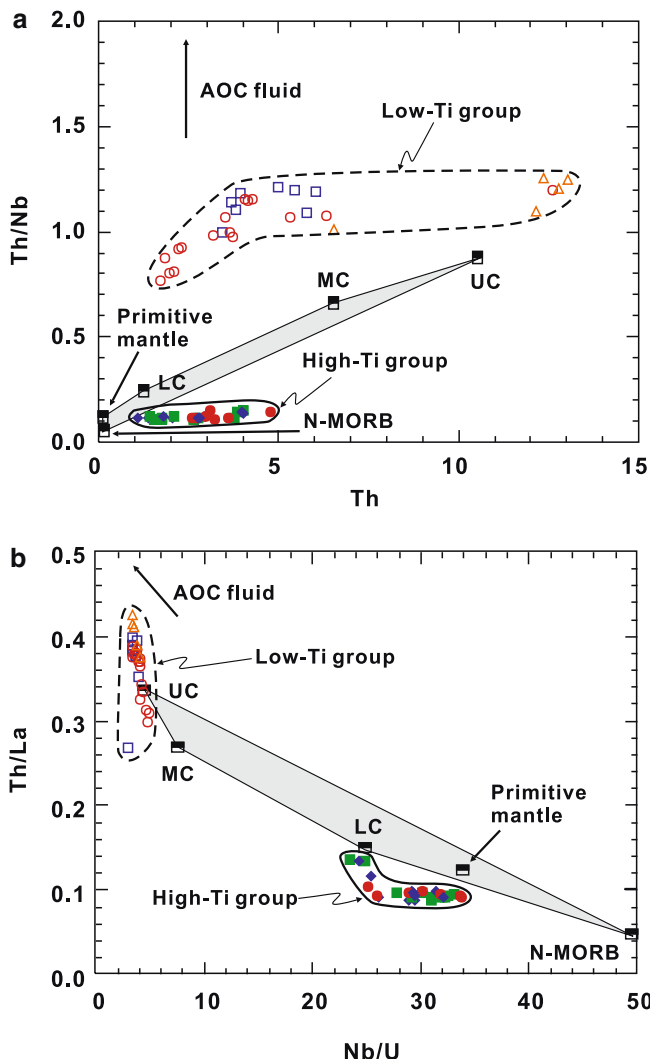 a
2.0
AOC fluid
1.5
Low-Ti group
Th/Nb
1.0
MC
UC
Primitive
mantle
0.5
LC
High-Ti group
N-MORB
0.0
0
5
10
15
Th
b
0.5
AOC fluid
0.4
Low-Ti group
UC
Th/La
0.3
MC
Primitive
mantle
0.2
LC
0.1
High-Ti group
N-MORB
0.0
0
10
20
30
40
50
Nb/U